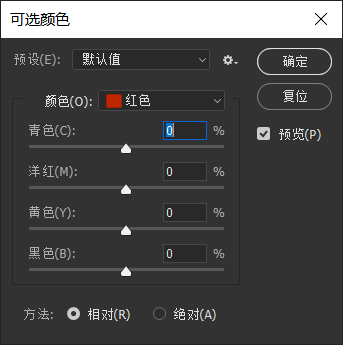 可选颜色
预设(E): 默认值
确定
复位
颜色(O): 红色
预览(P)
青色(C): 0 %
洋红(M): 0 %
黄色(Y): 0 %
黑色(B): 0 %
方法: 相对(R) 绝对(A)